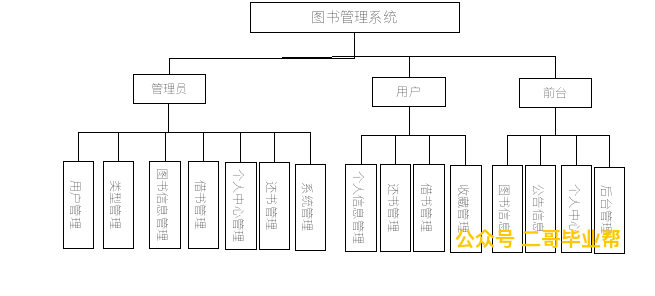 图书管理系统
管理员
用户
前台
用户管理
类型管理
图书信息管理
借书管理
个人中心管理
还书管理
系统管理
个人信息管理
还书管理
借书管理
收藏管理
图书信息
公告信息
个人中心
后台管理
公众号 二哥毕业帮